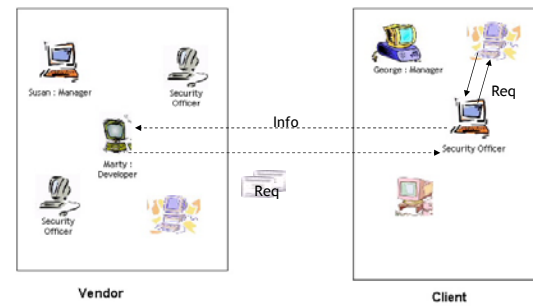 Susan : Manager
Security
Officer
Marty :
Developer
Security
Officer
Vendor
Info
Req
George : Manager
Req
Security Officer
Client